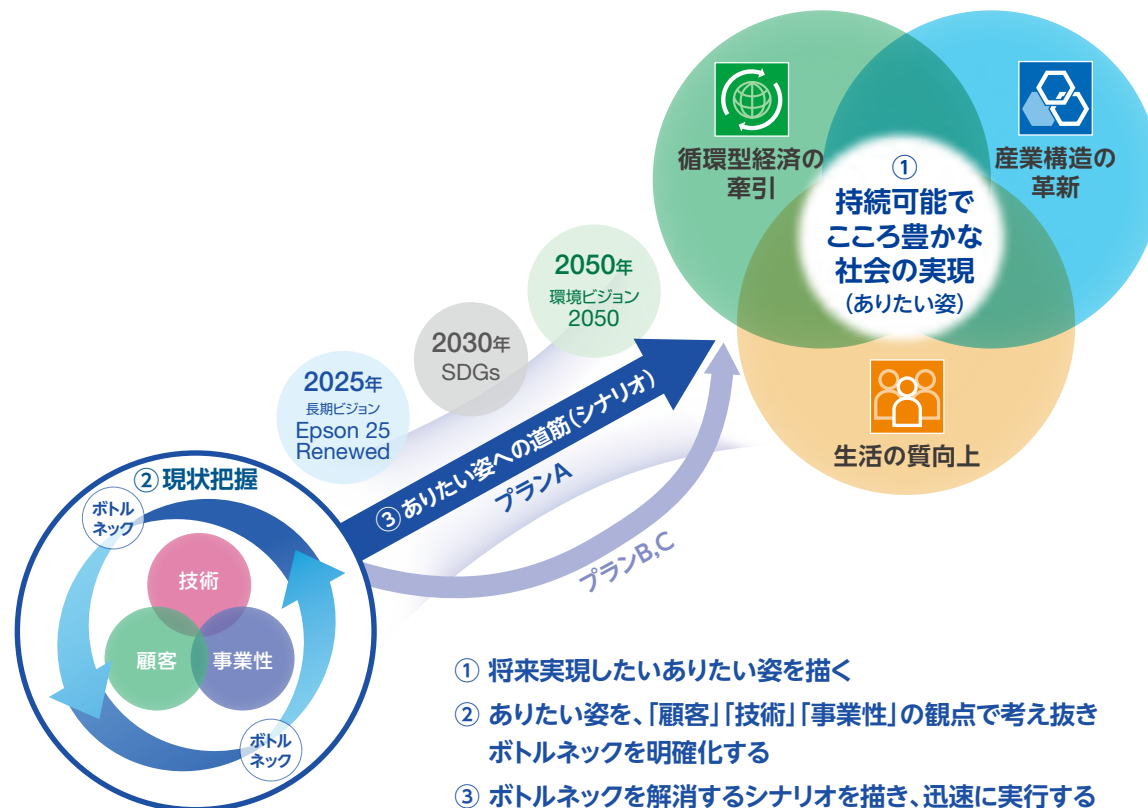 循環型経済の
牽引
産業構造の
革新
①
持続可能で
こころ豊かな
社会の実現
(ありたい姿)
生活の質向上
2050年
環境ビジョン
2050
2030年
SDGs
2025年
長期ビジョン
Epson 25
Renewed
③ありたい姿への道筋(シナリオ)
プランA
プランB,C
②現状把握
ボトル
ネック
技術
顧客
事業性
ボトル
ネック
① 将来実現したいありたい姿を描く
② ありたい姿を、「顧客」「技術」「事業性」の観点で考え抜き
ボトルネックを明確化する
③ ボトルネックを解消するシナリオを描き、迅速に実行する